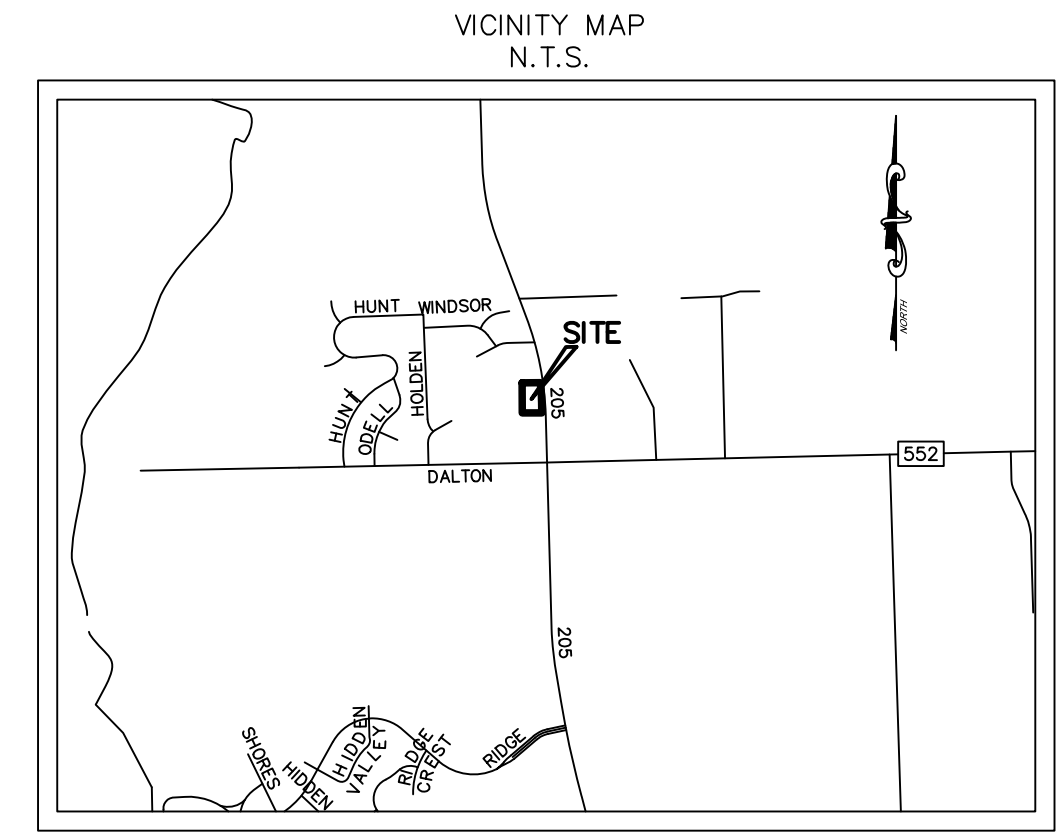 VICINITY MAP
N.T.S.
HUNT
WINDSOR
SITE
NORTH
HOLDEN
205
HUNT
ODELL
552
DALTON
205
HIDDEN
VALLEY
RIDGE
CREST
RIDGE
SHORES
HIDDEN